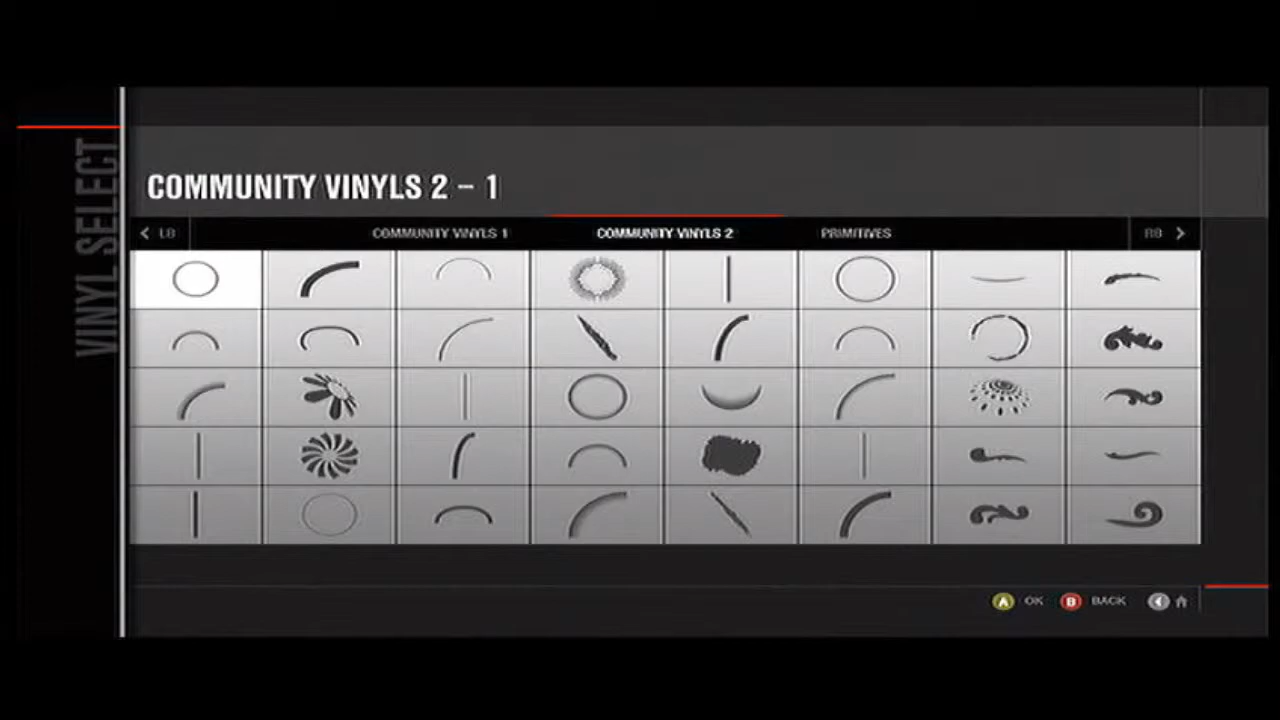 VINYL SELECT
COMMUNITY VINYLS 2 – 1
LB COMMUNITY VINYLS 1 COMMUNITY VINYLS 2 PRIMITIVES RB
A OK B BACK